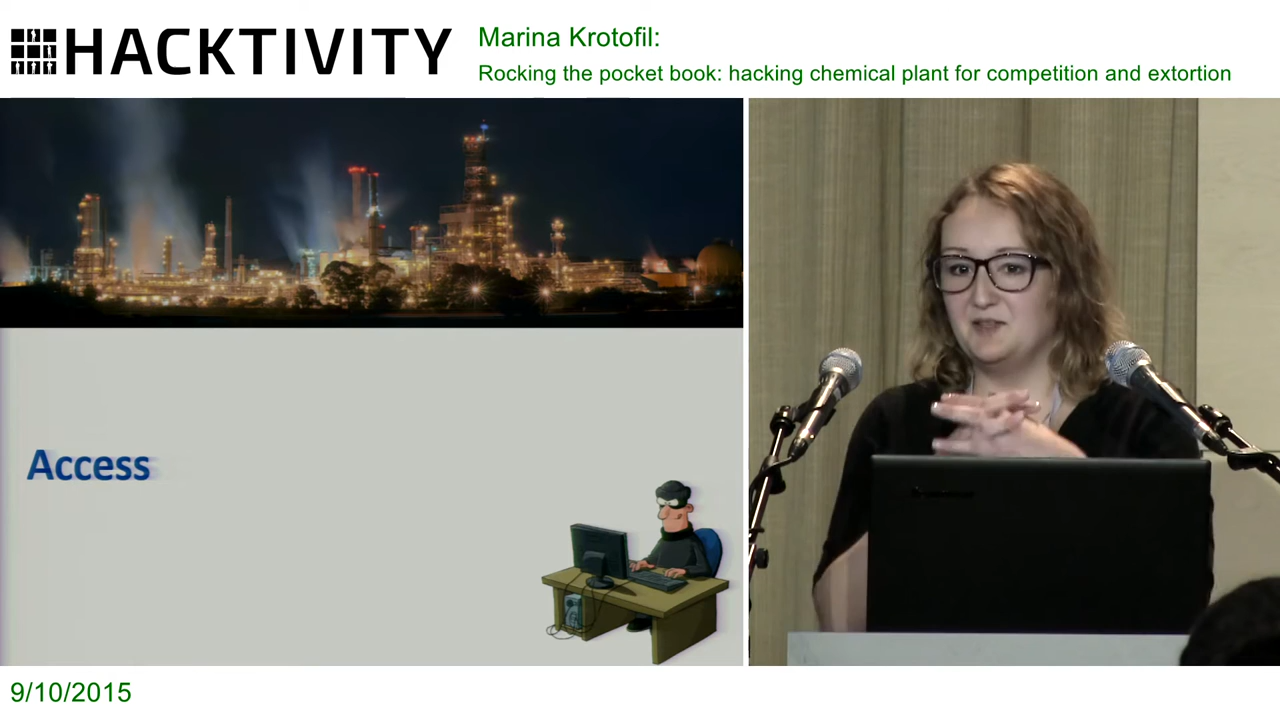 HACKTIVITY
Marina Krotofil:
Rocking the pocket book: hacking chemical plant for competition and extortion
Access
9/10/2015